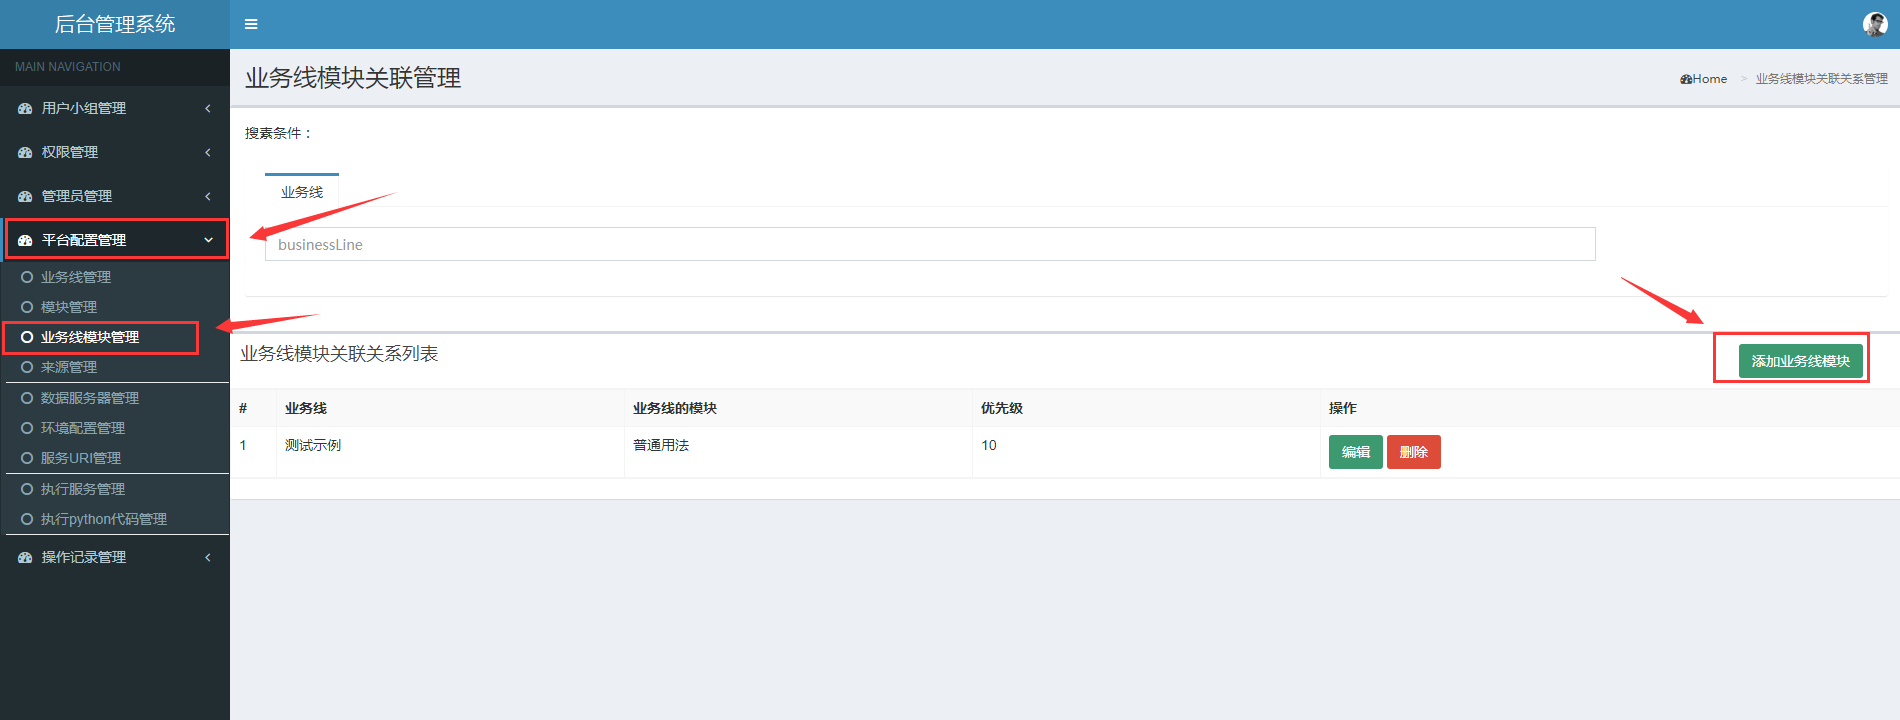 后台管理系统
MAIN NAVIGATION
用户小组管理
权限管理
管理员管理
平台配置管理
业务线管理
模块管理
业务线模块管理
来源管理
数据服务器管理
环境配置管理
服务URI管理
执行服务管理
执行python代码管理
操作记录管理
业务线模块关联管理
Home > 业务线模块关联关系管理
搜素条件：
业务线
businessLine
业务线模块关联关系列表
添加业务线模块
# 业务线 业务线的模块 优先级 操作
1 测试示例 普通用法 10 编辑 删除